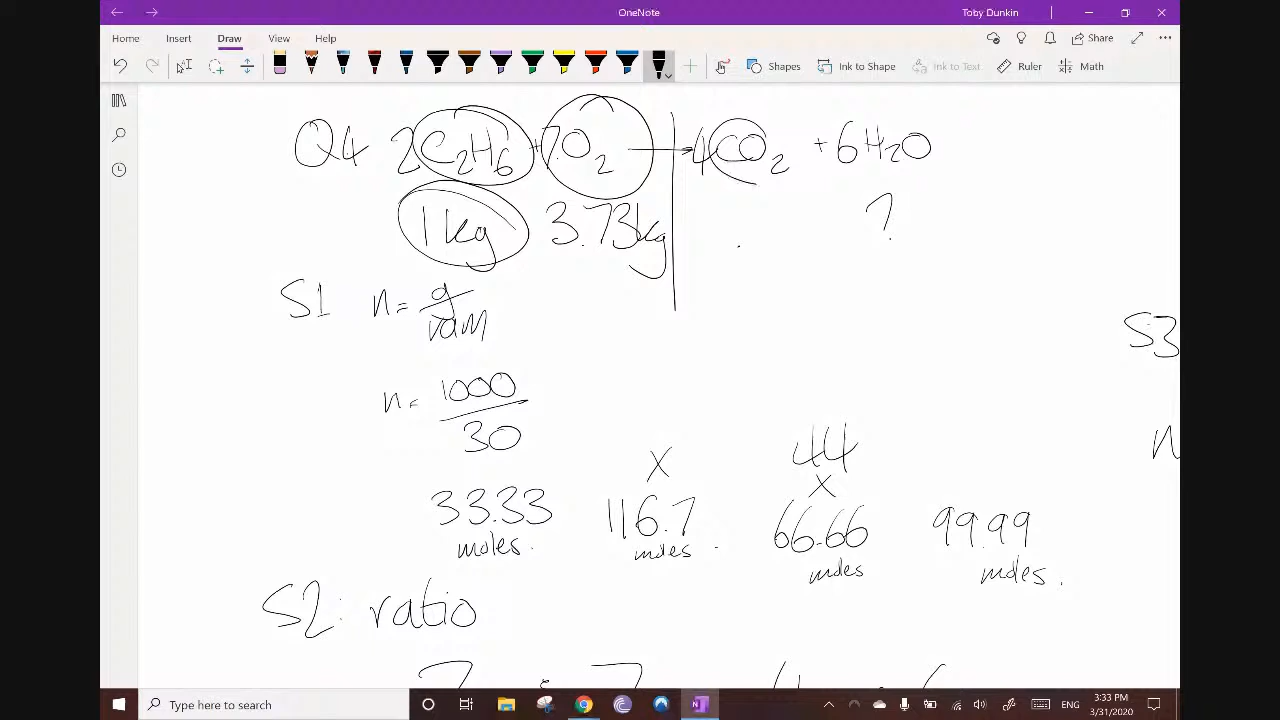 OneNote
Toby Dunkin
Home Insert Draw View Help
Share
Shapes Ink to Shape Ink to Text Ruler Math
Q4 2C2H6 + 7O2 → 4CO2 + 6H2O
1kg 3.73kg ?
S1 n = g/ram
S3
n = 1000/30
n
x 44
x
33.33 116.7 66.66 99.99
moles. moles. moles moles.
S2: ratio
Type here to search
ENG
3:33 PM
3/31/2020